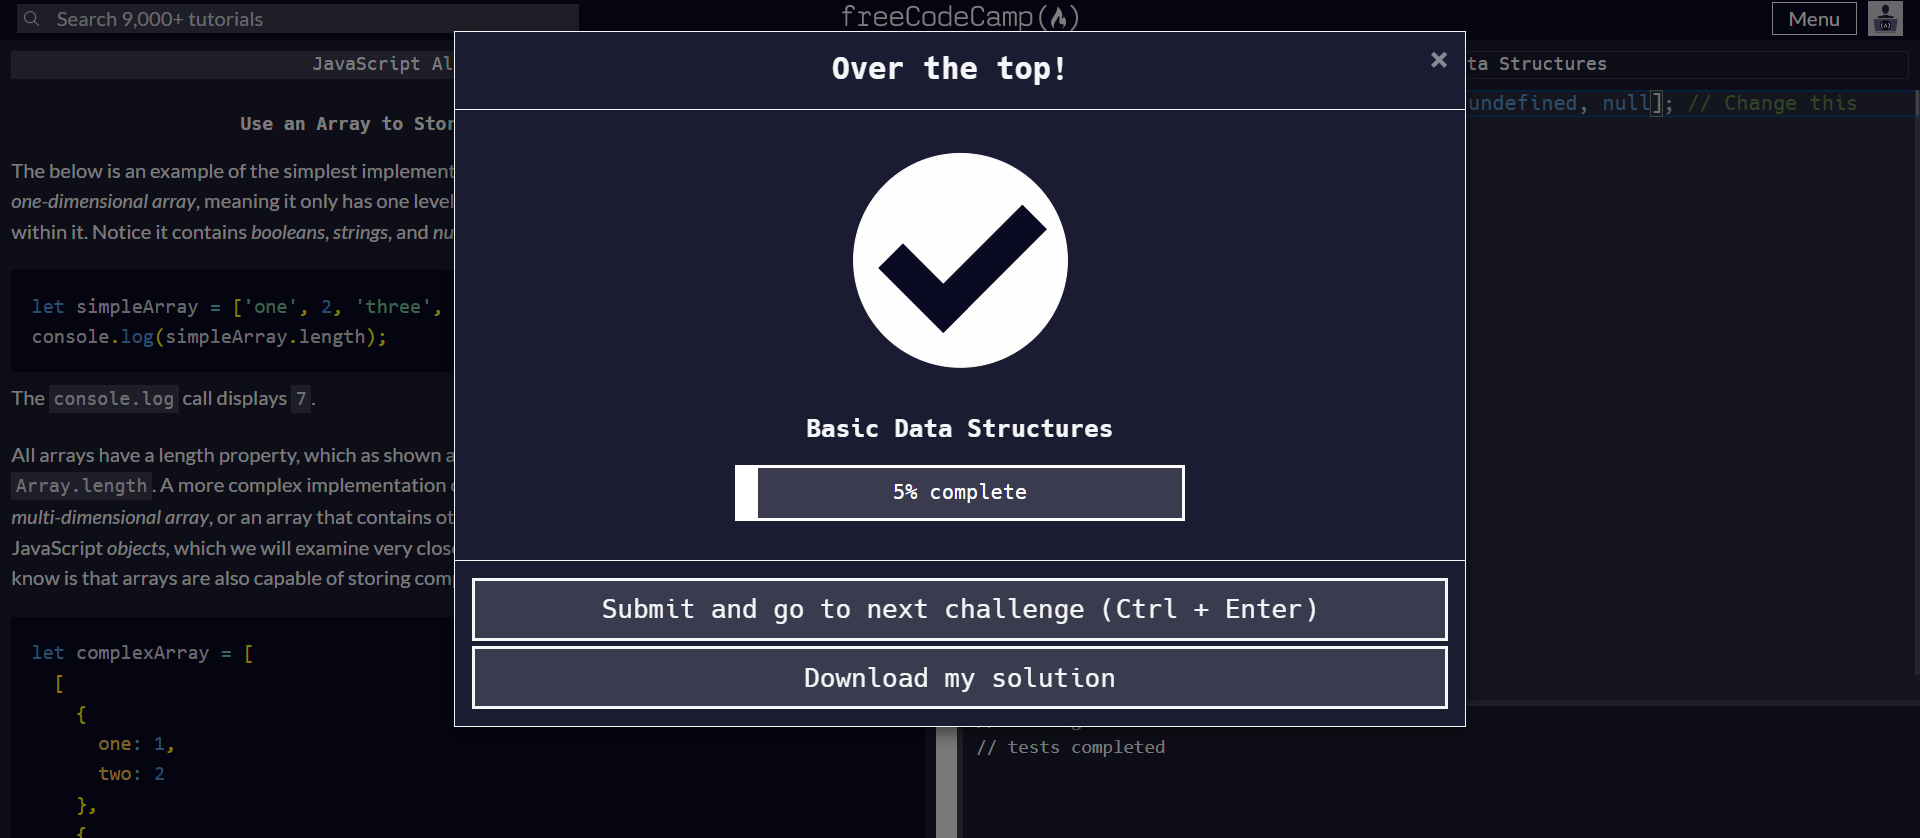 Search 9,000+ tutorials
freeCodeCamp(🔥)
Menu
JavaScript Al
ta Structures
Use an Array to Stor
The below is an example of the simplest implement
one-dimensional array, meaning it only has one level
within it. Notice it contains booleans, strings, and nu
let simpleArray = ['one', 2, 'three',
console.log(simpleArray.length);
The console.log call displays 7.
All arrays have a length property, which as shown a
Array.length. A more complex implementation
multi-dimensional array, or an array that contains ot
JavaScript objects, which we will examine very close
know is that arrays are also capable of storing com
let complexArray = [
[
{
one: 1,
two: 2
},
{
Over the top!
×
Basic Data Structures
5% complete
Submit and go to next challenge (Ctrl + Enter)
Download my solution
undefined, null]; // Change this
// tests completed